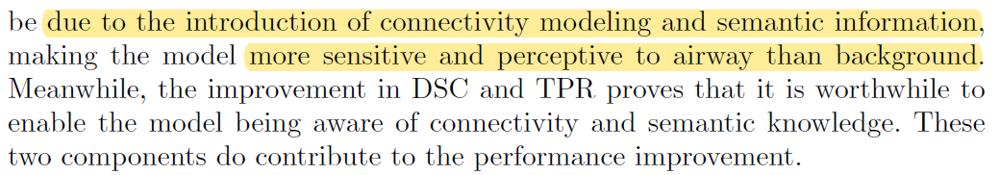 be due to the introduction of connectivity modeling and semantic information,
making the model more sensitive and perceptive to airway than background.
Meanwhile, the improvement in DSC and TPR proves that it is worthwhile to
enable the model being aware of connectivity and semantic knowledge. These
two components do contribute to the performance improvement.